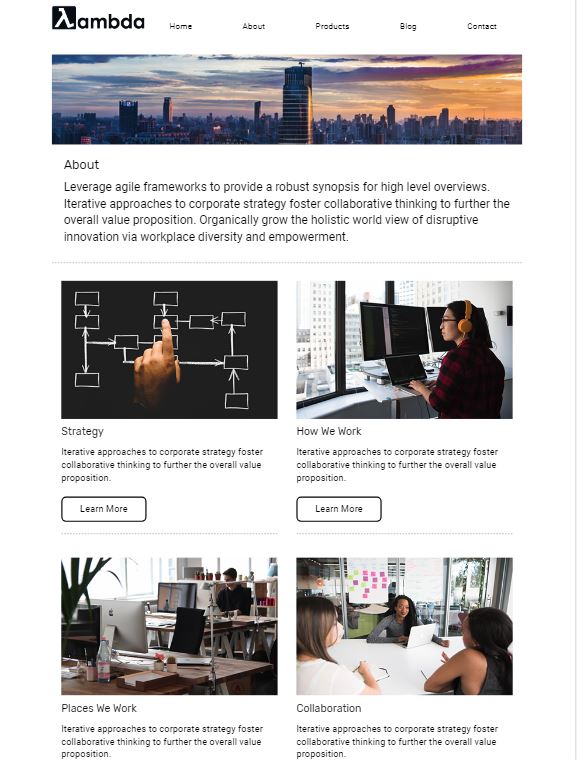 λambda
Home About Products Blog Contact
About
Leverage agile frameworks to provide a robust synopsis for high level overviews.
Iterative approaches to corporate strategy foster collaborative thinking to further the
overall value proposition. Organically grow the holistic world view of disruptive
innovation via workplace diversity and empowerment.
Strategy
Iterative approaches to corporate strategy foster
collaborative thinking to further the overall value
proposition.
Learn More
How We Work
Iterative approaches to corporate strategy foster
collaborative thinking to further the overall value
proposition.
Learn More
Places We Work
Iterative approaches to corporate strategy foster
collaborative thinking to further the overall value
proposition.
Collaboration
Iterative approaches to corporate strategy foster
collaborative thinking to further the overall value
proposition.